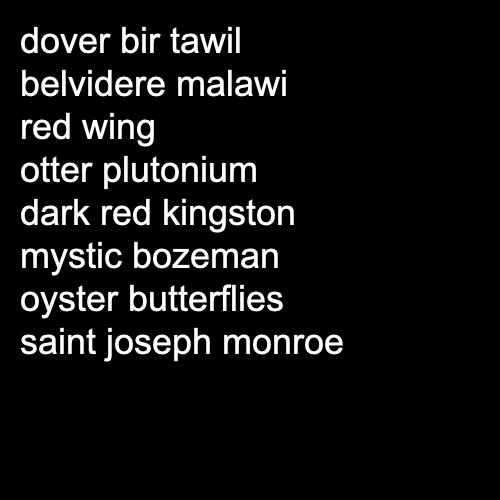 dover bir tawil
belvidere malawi
red wing
otter plutonium
dark red kingston
mystic bozeman
oyster butterflies
saint joseph monroe